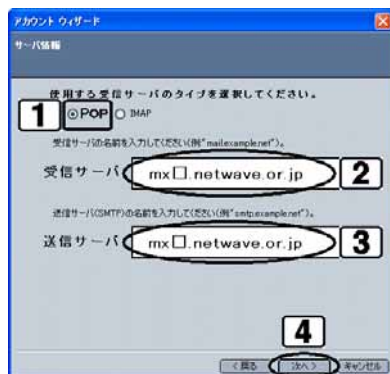 アカウント ウィザード
サーバ情報
使用する受信サーバのタイプを選択してください。
1 POP IMAP
受信サーバの名前を入力してください(例"mail.example.net")。
受信サーバ mx□.netwave.or.jp 2
送信サーバ(SMTP)の名前を入力してください(例"smtp.example.net")。
送信サーバ mx□.netwave.or.jp 3
4
< 戻る 次へ > キャンセル